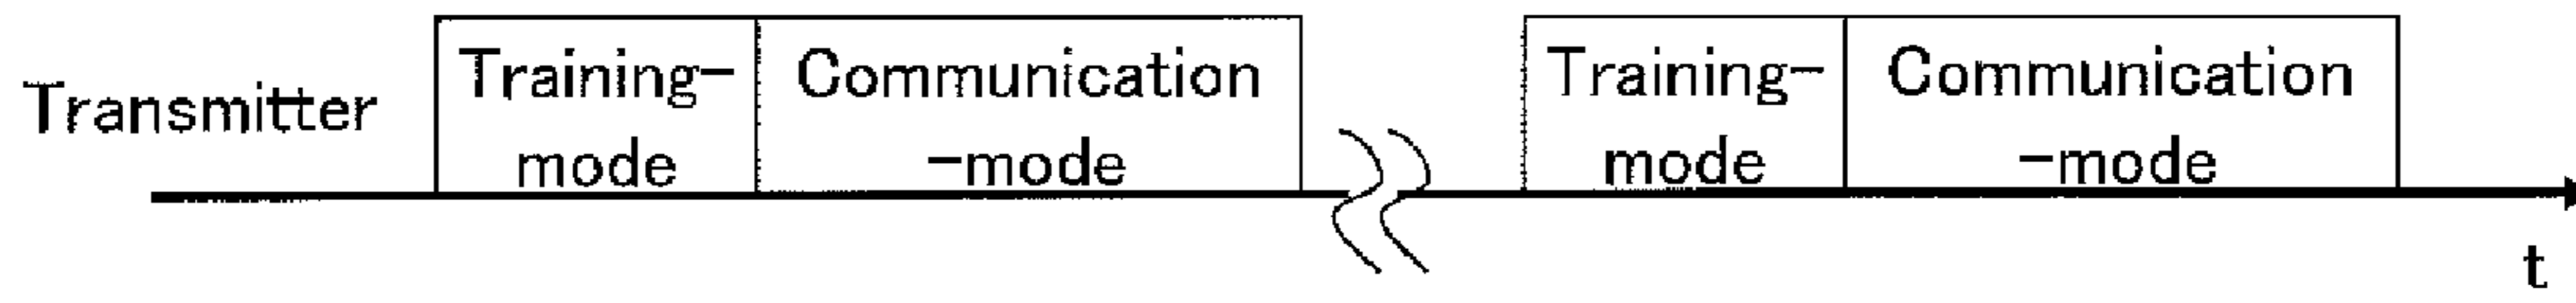 Transmitter
Training-
mode
Communication
-mode
Training-
mode
Communication
-mode
t